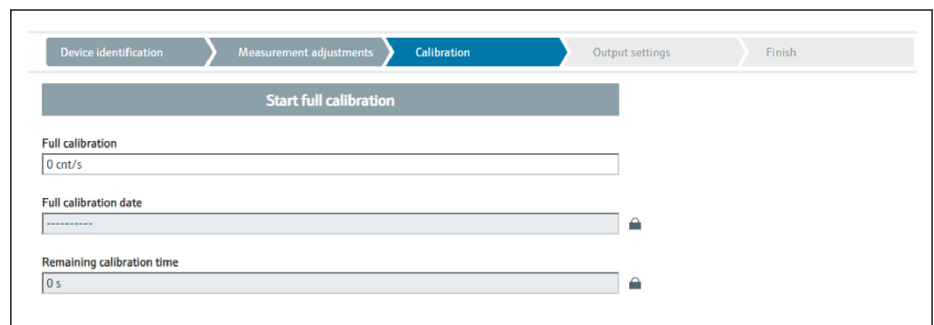 Device identification Measurement adjustments Calibration Output settings Finish
Start full calibration
Full calibration
0 cnt/s
Full calibration date
----------
Remaining calibration time
0 s